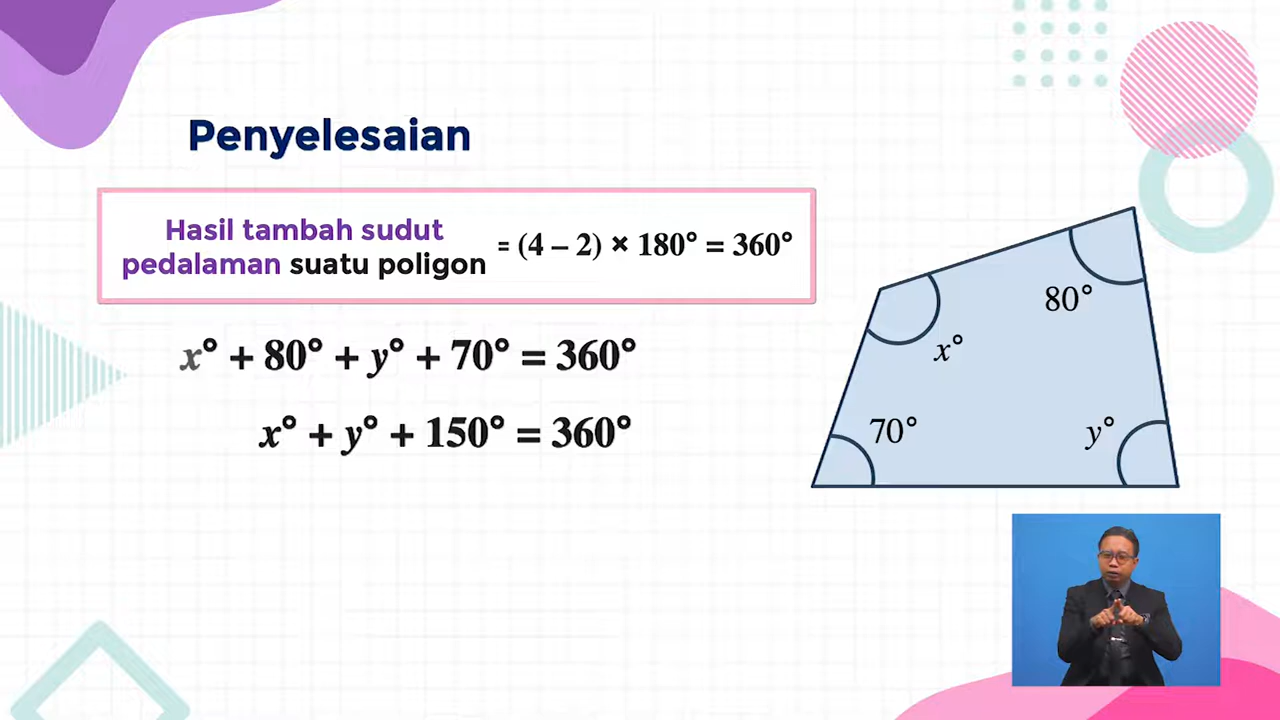 Penyelesaian
Hasil tambah sudut
pedalaman suatu poligon = (4 – 2) × 180° = 360°
x° + 80° + y° + 70° = 360°
x° + y° + 150° = 360°
80°
x°
70°
y°